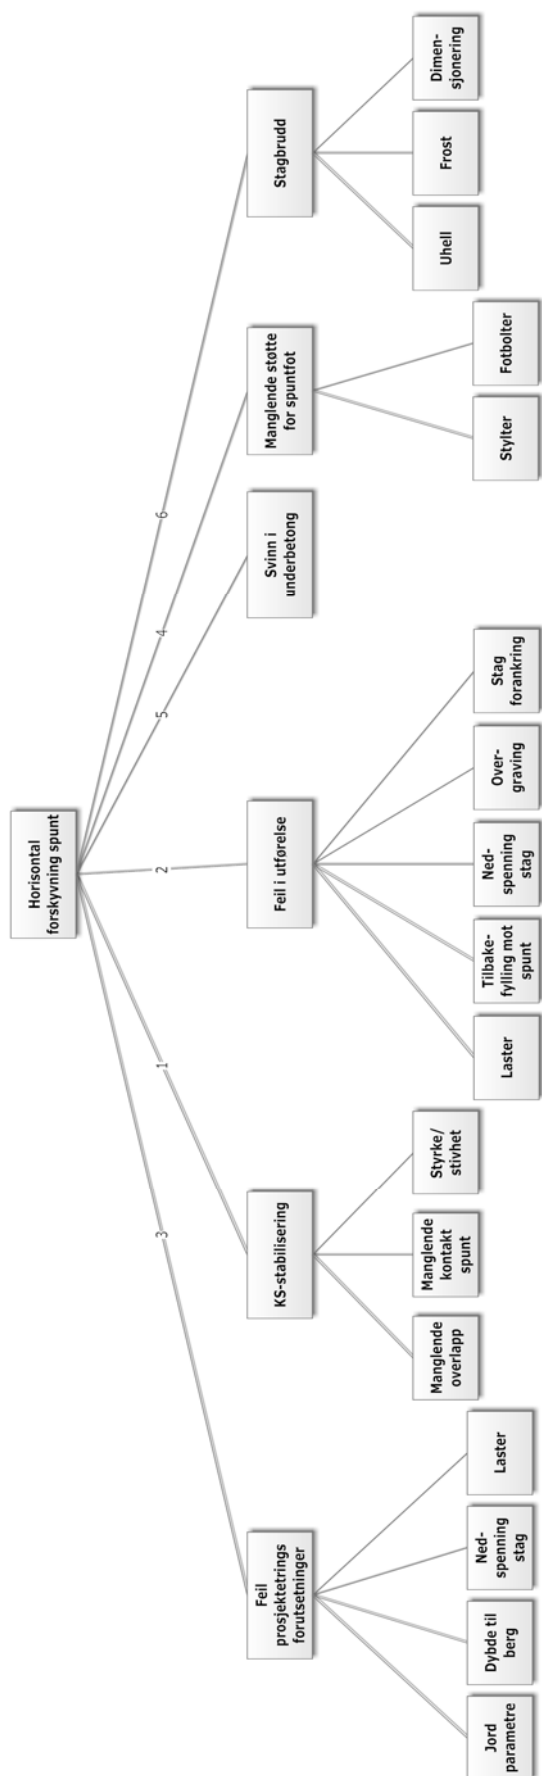 Horisontal
forskyvning spunt
3
1
2
5
4
6
Feil
prosjektetrings
forutsetninger
KS-stabilisering
Feil i utførelse
Svinn i
underbetong
Manglende støtte
for spuntfot
Stagbrudd
Jord
parametre
Dybde til
berg
Ned-
spenning
stag
Laster
Manglende
overlapp
Manglende
kontakt
spunt
Styrke/
stivhet
Laster
Tilbake-
fylling mot
spunt
Ned-
spenning
stag
Over-
graving
Stag
forankring
Stylter
Fotbolter
Uhell
Frost
Dimen-
sjonering